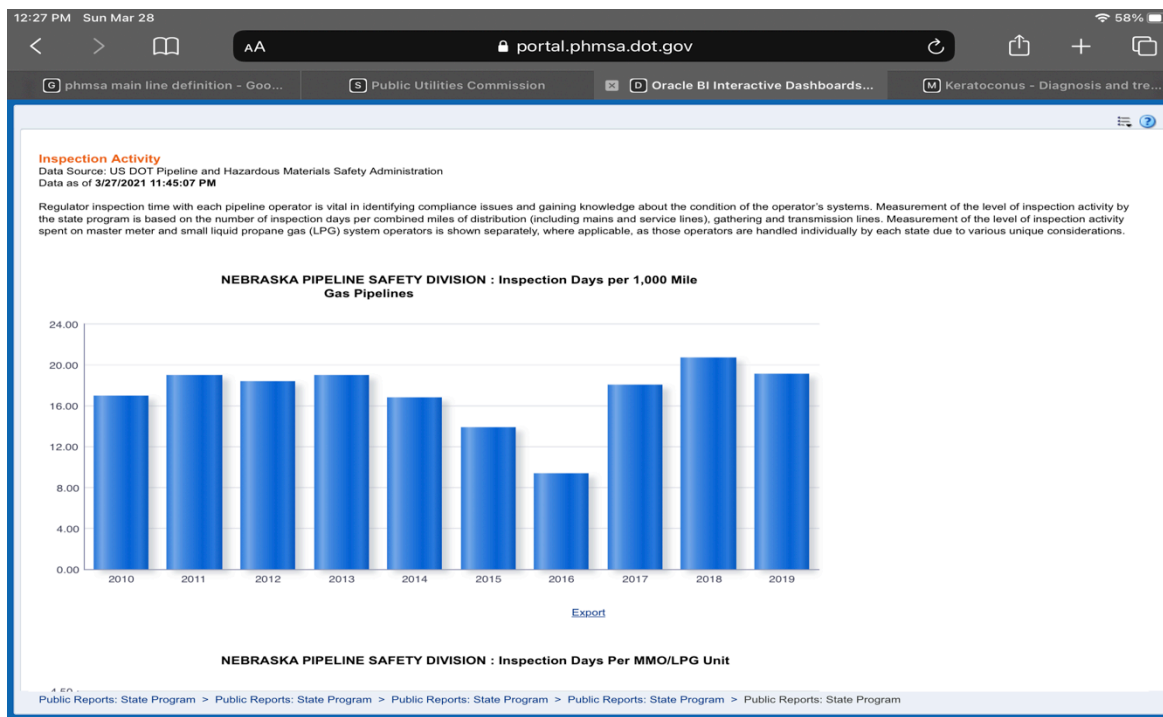 12:27 PM Sun Mar 28
58%
AA
portal.phmsa.dot.gov
G phmsa main line definition - Goo...
S Public Utilities Commission
D Oracle BI Interactive Dashboards...
M Keratoconus - Diagnosis and tre...
Inspection Activity
Data Source: US DOT Pipeline and Hazardous Materials Safety Administration
Data as of 3/27/2021 11:45:07 PM
Regulator inspection time with each pipeline operator is vital in identifying compliance issues and gaining knowledge about the condition of the operator's systems. Measurement of the level of inspection activity by
the state program is based on the number of inspection days per combined miles of distribution (including mains and service lines), gathering and transmission lines. Measurement of the level of inspection activity
spent on master meter and small liquid propane gas (LPG) system operators is shown separately, where applicable, as those operators are handled individually by each state due to various unique considerations.
NEBRASKA PIPELINE SAFETY DIVISION : Inspection Days per 1,000 Mile
Gas Pipelines
24.00
20.00
16.00
12.00
8.00
4.00
0.00
2010 2011 2012 2013 2014 2015 2016 2017 2018 2019
Export
NEBRASKA PIPELINE SAFETY DIVISION : Inspection Days Per MMO/LPG Unit
Public Reports: State Program > Public Reports: State Program > Public Reports: State Program > Public Reports: State Program > Public Reports: State Program